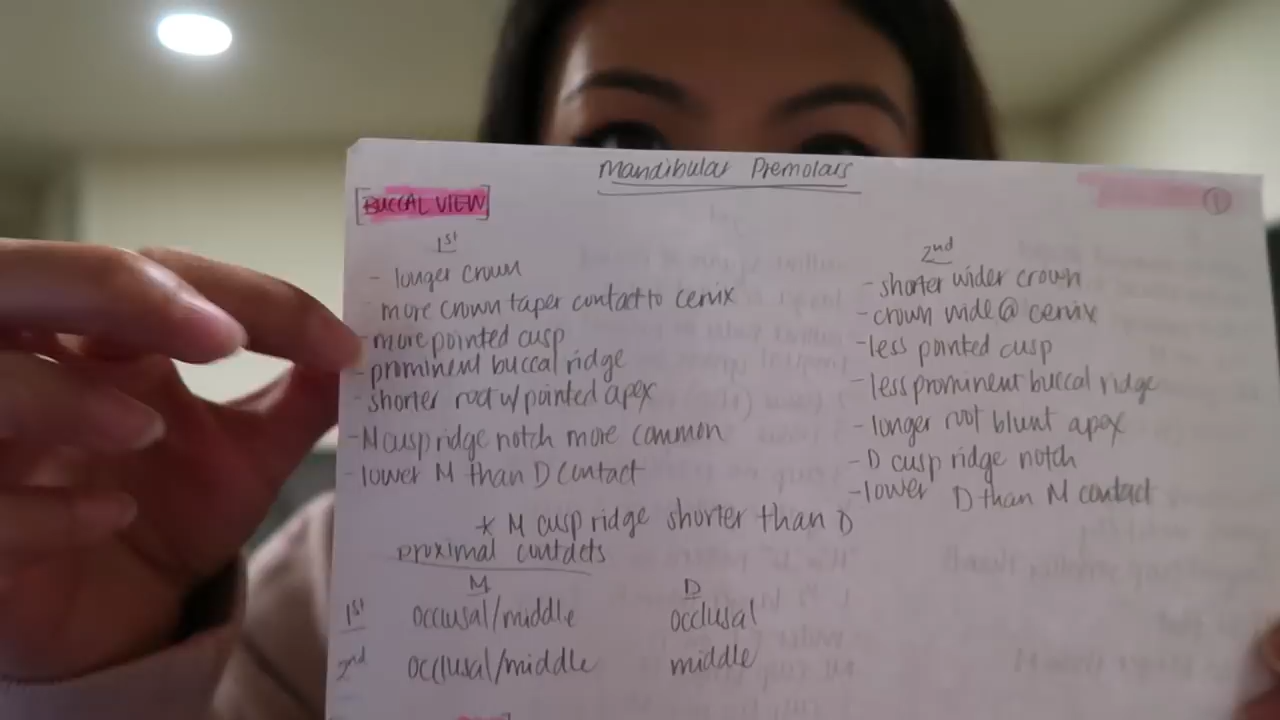 Mandibular Premolars
[BUCCAL VIEW]
1
1st
- longer crown
more crown taper contact to cervix
- more pointed cusp
- prominent buccal ridge
- shorter root w/ pointed apex
- M cusp ridge notch more common
- lower M than D contact
2nd
- shorter wider crown
- crown wide @ cervix
- less pointed cusp
- less prominent buccal ridge
- longer root blunt apex
- D cusp ridge notch
- lower D than M contact
* M cusp ridge shorter than D
proximal contacts
M D
1st occlusal/middle occlusal
2nd occlusal/middle middle